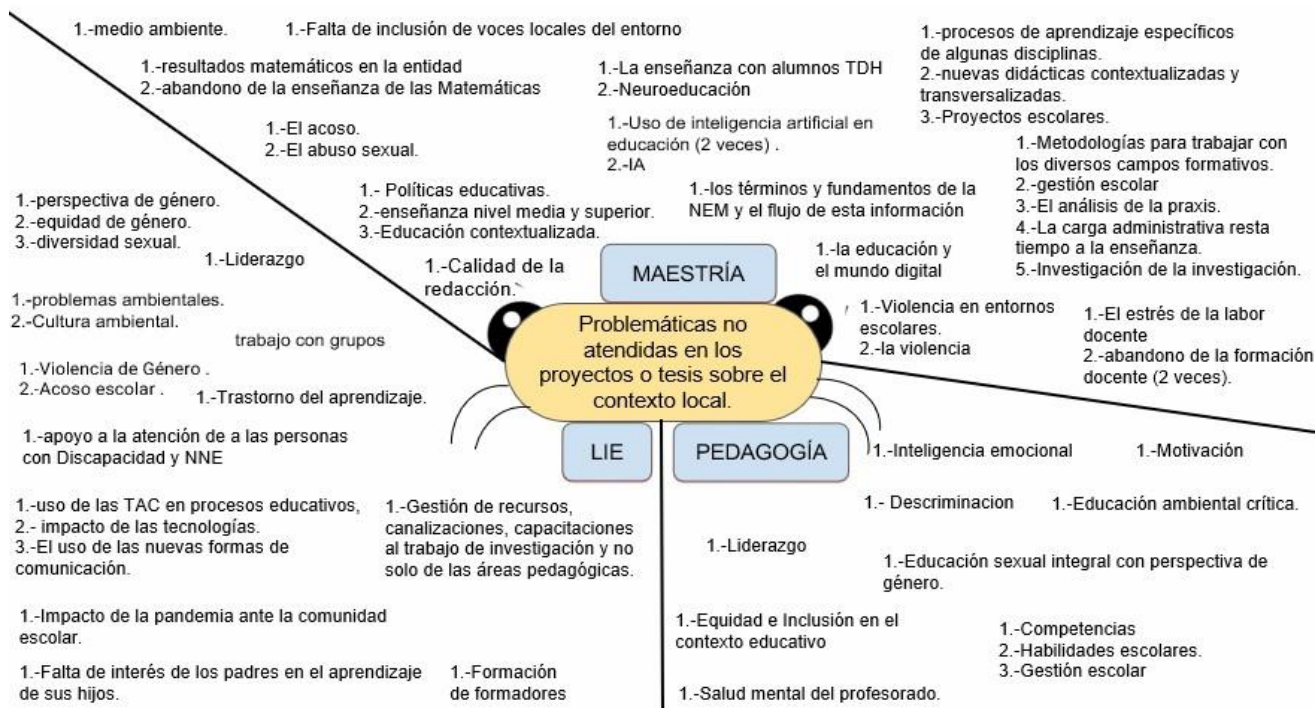 1.-medio ambiente.
1.-Falta de inclusión de voces locales del entorno
1.-resultados matemáticos en la entidad
2.-abandono de la enseñanza de las Matemáticas
1.-La enseñanza con alumnos TDH
2.-Neuroeducación
1.-procesos de aprendizaje específicos
de algunas disciplinas.
2.-nuevas didácticas contextualizadas y
transversalizadas.
3.-Proyectos escolares.
1.-El acoso.
2.-El abuso sexual.
1.-Uso de inteligencia artificial en
educación (2 veces) .
2.-IA
1.-Metodologías para trabajar con
los diversos campos formativos.
2.-gestión escolar
3.-El análisis de la praxis.
4.-La carga administrativa resta
tiempo a la enseñanza.
5.-Investigación de la investigación.
1.- Políticas educativas.
2.-enseñanza nivel media y superior.
3.-Educación contextualizada.
1.-los términos y fundamentos de la
NEM y el flujo de esta información
1.-la educación y
el mundo digital
1.-Calidad de la
redacción.
MAESTRÍA
1.-Violencia en entornos
escolares.
2.-la violencia
1.-El estrés de la labor
docente
2.-abandono de la formación
docente (2 veces).
Problemáticas no
atendidas en los
proyectos o tesis sobre el
contexto local.
1.-perspectiva de género.
2.-equidad de género.
3.-diversidad sexual.
1.-Liderazgo
1.-problemas ambientales.
2.-Cultura ambiental.
trabajo con grupos
1.-Violencia de Género .
2.-Acoso escolar .
1.-Trastorno del aprendizaje.
LIE
1.-apoyo a la atención de a las personas
con Discapacidad y NNE
1.-uso de las TAC en procesos educativos,
2.- impacto de las tecnologías.
3.-El uso de las nuevas formas de
comunicación.
1.-Gestión de recursos,
canalizaciones, capacitaciones
al trabajo de investigación y no
solo de las áreas pedagógicas.
1.-Impacto de la pandemia ante la comunidad
escolar.
1.-Falta de interés de los padres en el aprendizaje
de sus hijos.
1.-Formación
de formadores
PEDAGOGÍA
1.-Inteligencia emocional
1.-Motivación
1.- Descriminacion
1.-Educación ambiental crítica.
1.-Liderazgo
1.-Educación sexual integral con perspectiva de
género.
1.-Equidad e Inclusión en el
contexto educativo
1.-Competencias
2.-Habilidades escolares.
3.-Gestión escolar
1.-Salud mental del profesorado.